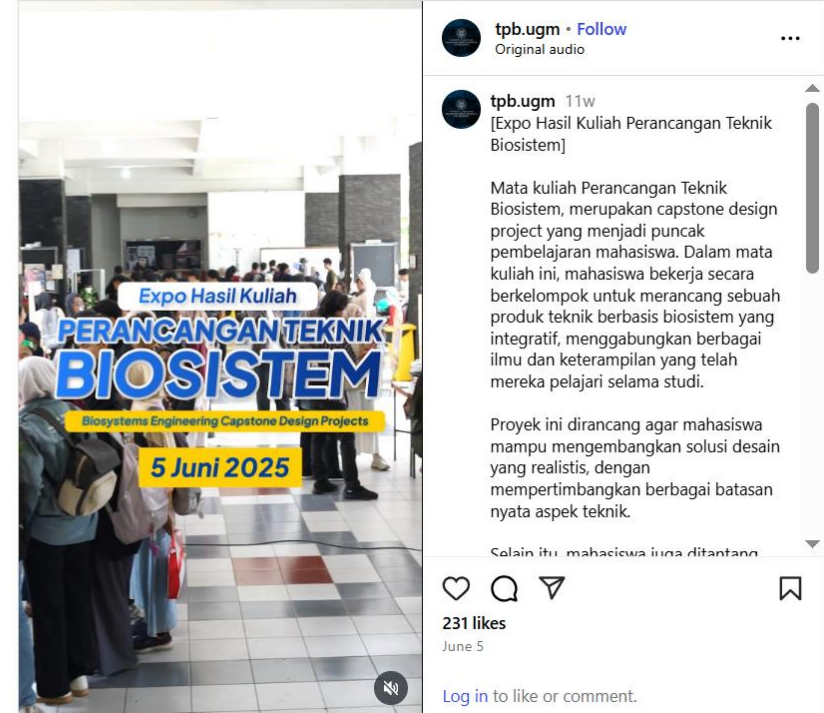 Expo Hasil Kuliah
PERANCANGAN TEKNIK
BIOSISTEM
Biosystems Engineering Capstone Design Projects
5 Juni 2025
tpb.ugm • Follow
Original audio
tpb.ugm 11w
[Expo Hasil Kuliah Perancangan Teknik
Biosistem]
Mata kuliah Perancangan Teknik
Biosistem, merupakan capstone design
project yang menjadi puncak
pembelajaran mahasiswa. Dalam mata
kuliah ini, mahasiswa bekerja secara
berkelompok untuk merancang sebuah
produk teknik berbasis biosistem yang
integratif, menggabungkan berbagai
ilmu dan keterampilan yang telah
mereka pelajari selama studi.
Proyek ini dirancang agar mahasiswa
mampu mengembangkan solusi desain
yang realistis, dengan
mempertimbangkan berbagai batasan
nyata aspek teknik.
Selain itu, mahasiswa juga ditantang
231 likes
June 5
Log in to like or comment.